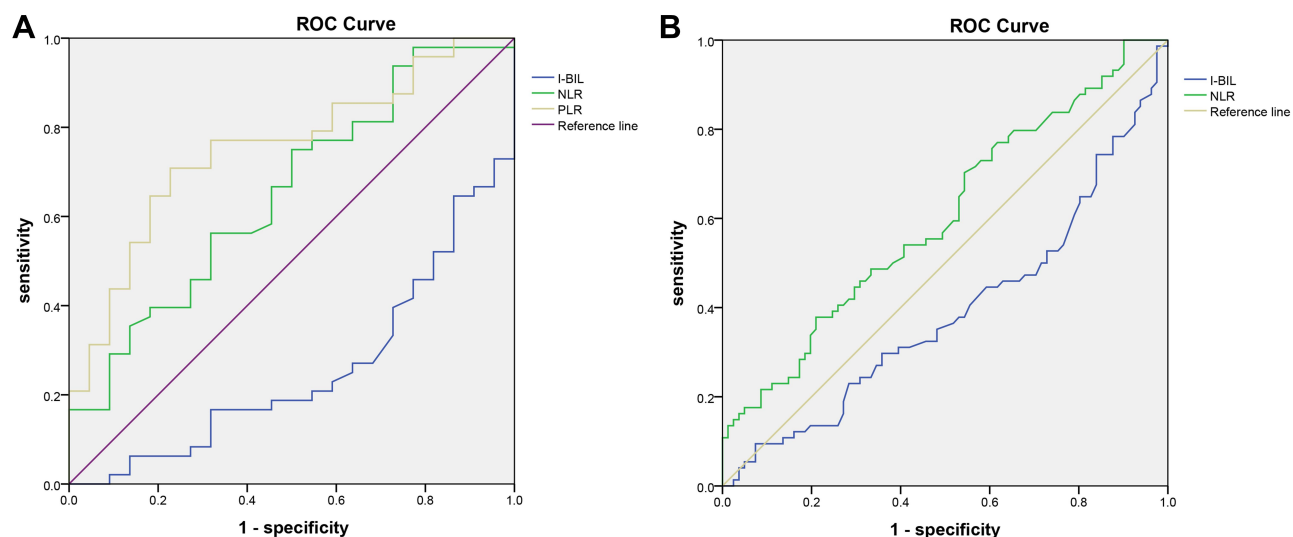 A
ROC Curve
1.0
0.8
0.6
0.4
0.2
0.0
0.0 0.2 0.4 0.6 0.8 1.0
sensitivity
1 - specificity
I-BIL
NLR
PLR
Reference line
B
ROC Curve
1.0
0.8
0.6
0.4
0.2
0.0
0.0 0.2 0.4 0.6 0.8 1.0
sensitivity
1 - specificity
I-BIL
NLR
Reference line